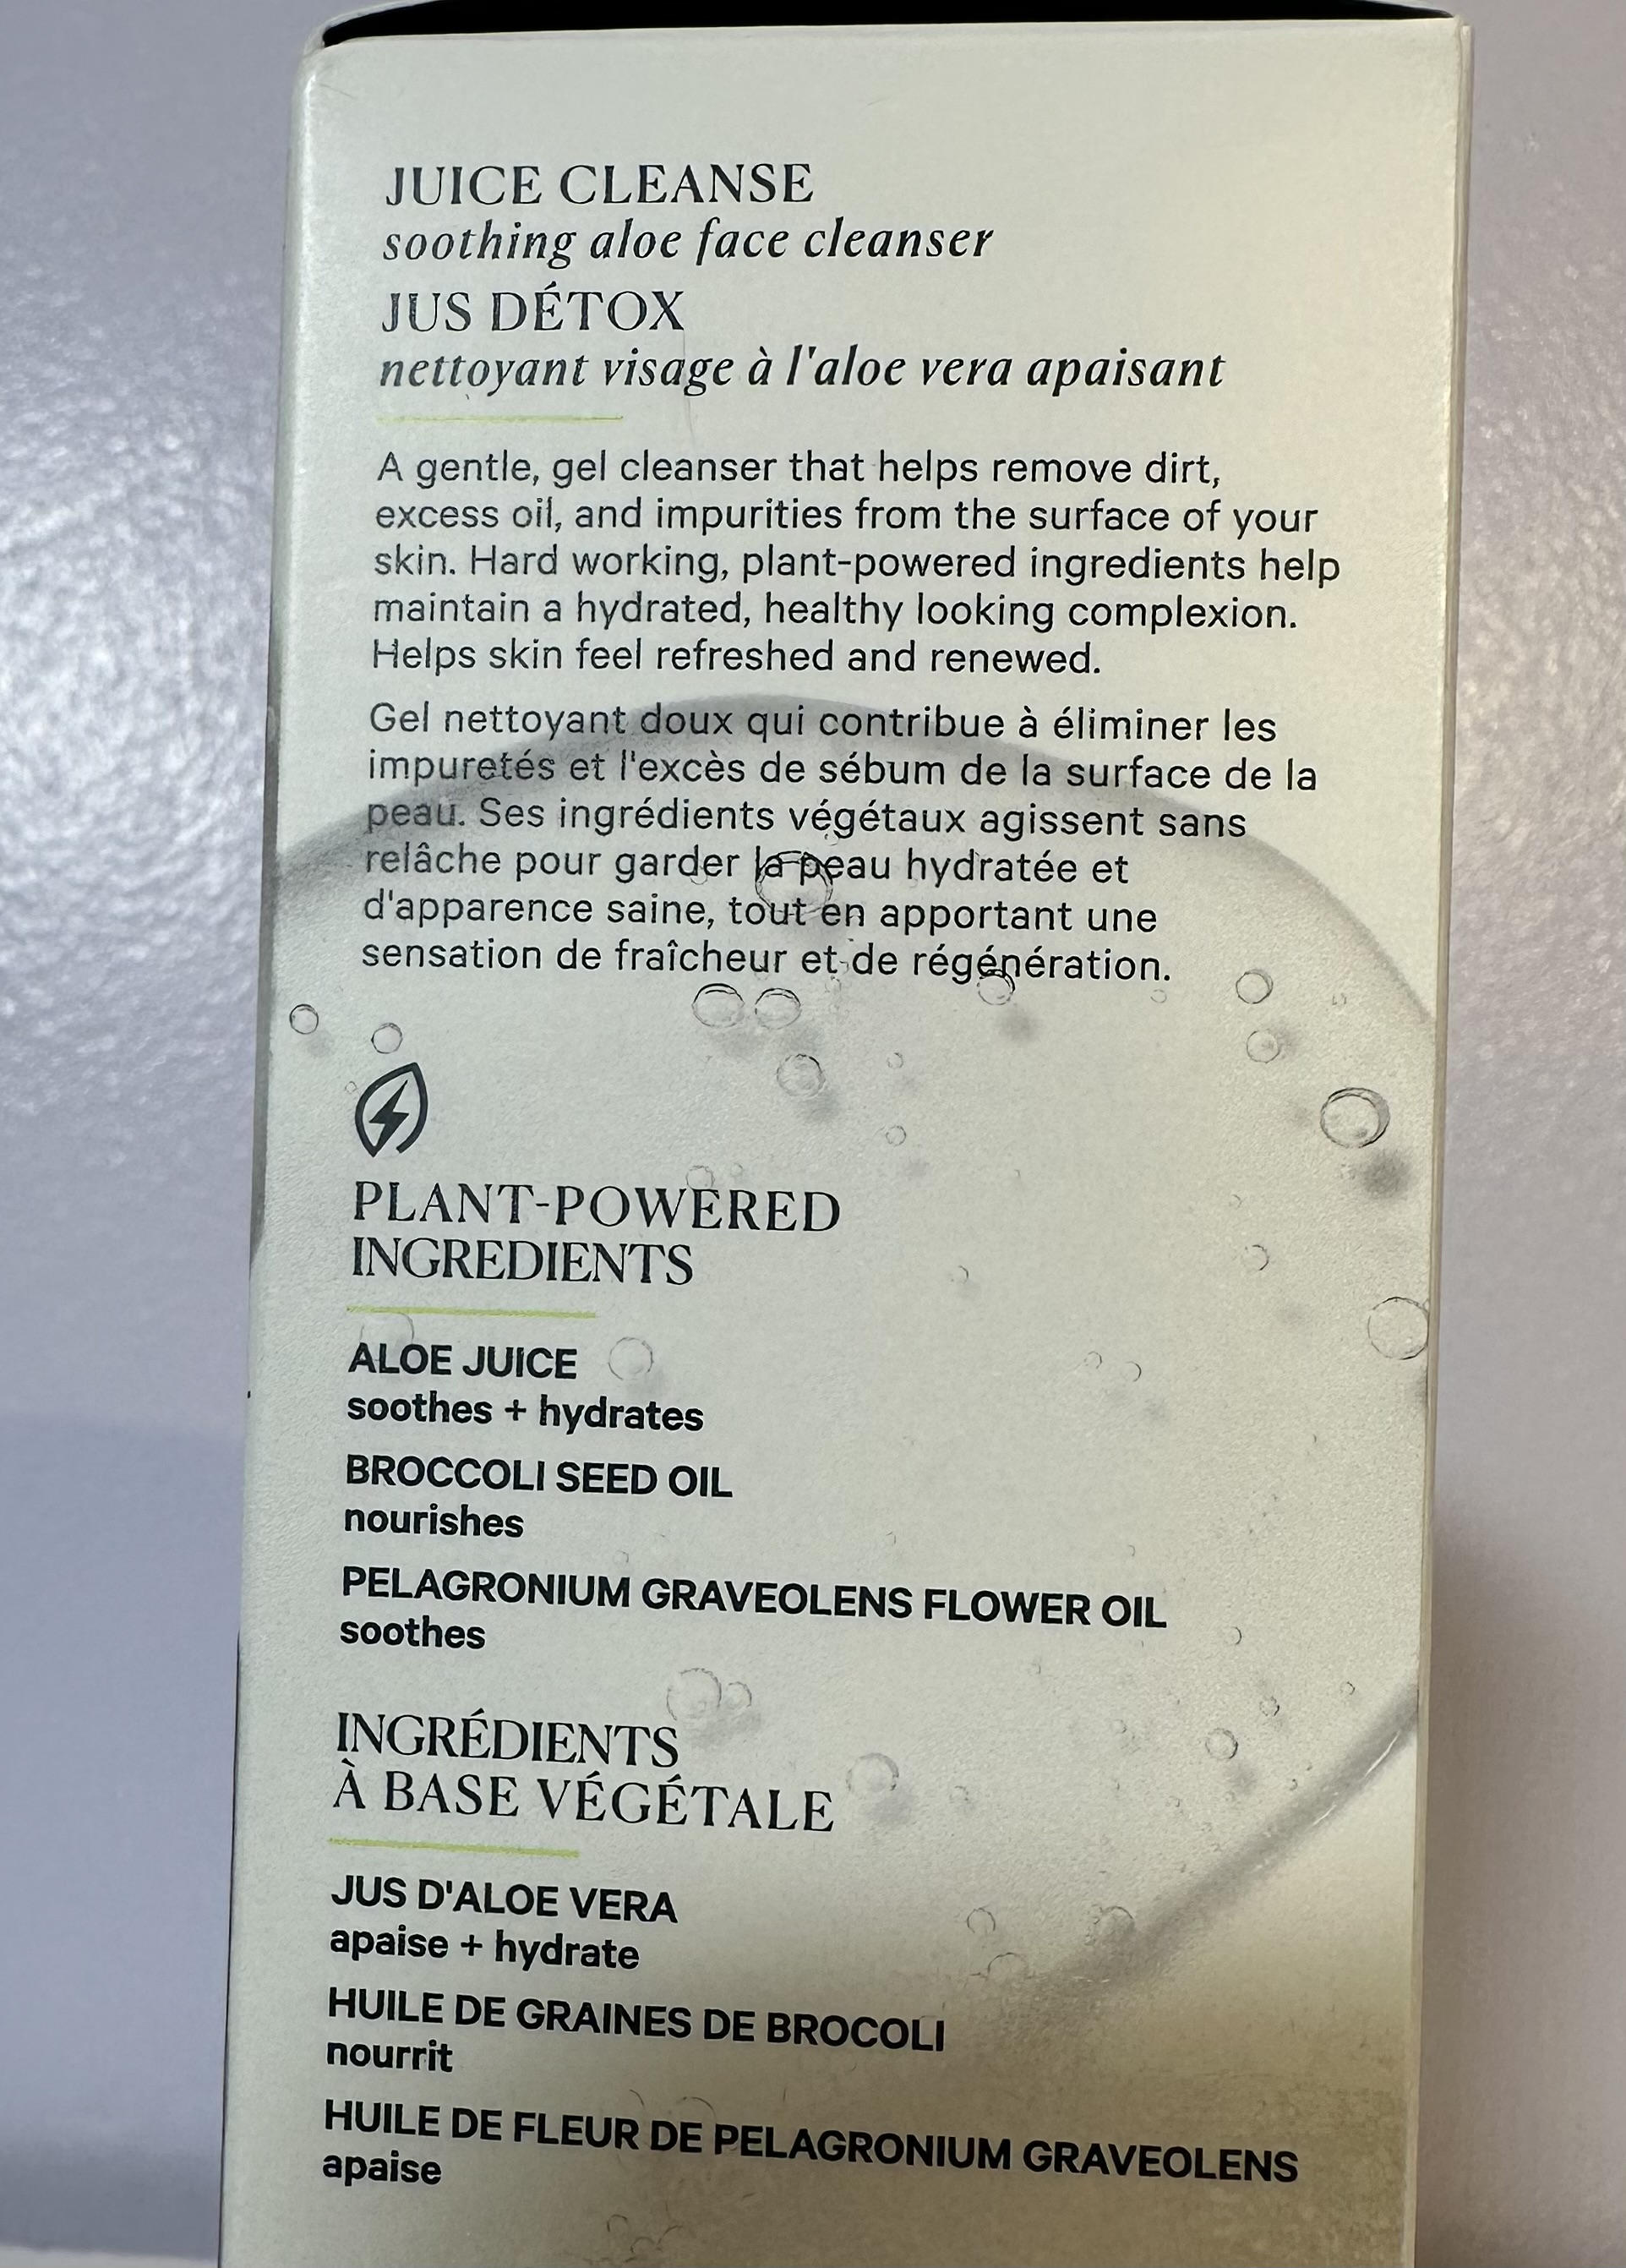 JUICE CLEANSE
soothing aloe face cleanser
JUS DÉTOX
nettoyant visage à l'aloe vera apaisant
A gentle, gel cleanser that helps remove dirt,
excess oil, and impurities from the surface of your
skin. Hard working, plant-powered ingredients help
maintain a hydrated, healthy looking complexion.
Helps skin feel refreshed and renewed.
Gel nettoyant doux qui contribue à éliminer les
impuretés et l'excès de sébum de la surface de la
peau. Ses ingrédients végétaux agissent sans
relâche pour garder la peau hydratée et
d'apparence saine, tout en apportant une
sensation de fraîcheur et de régénération.
PLANT-POWERED
INGREDIENTS
ALOE JUICE
soothes + hydrates
BROCCOLI SEED OIL
nourishes
PELAGRONIUM GRAVEOLENS FLOWER OIL
soothes
INGRÉDIENTS
À BASE VÉGÉTALE
JUS D'ALOE VERA
apaise + hydrate
HUILE DE GRAINES DE BROCOLI
nourrit
HUILE DE FLEUR DE PELAGRONIUM GRAVEOLENS
apaise